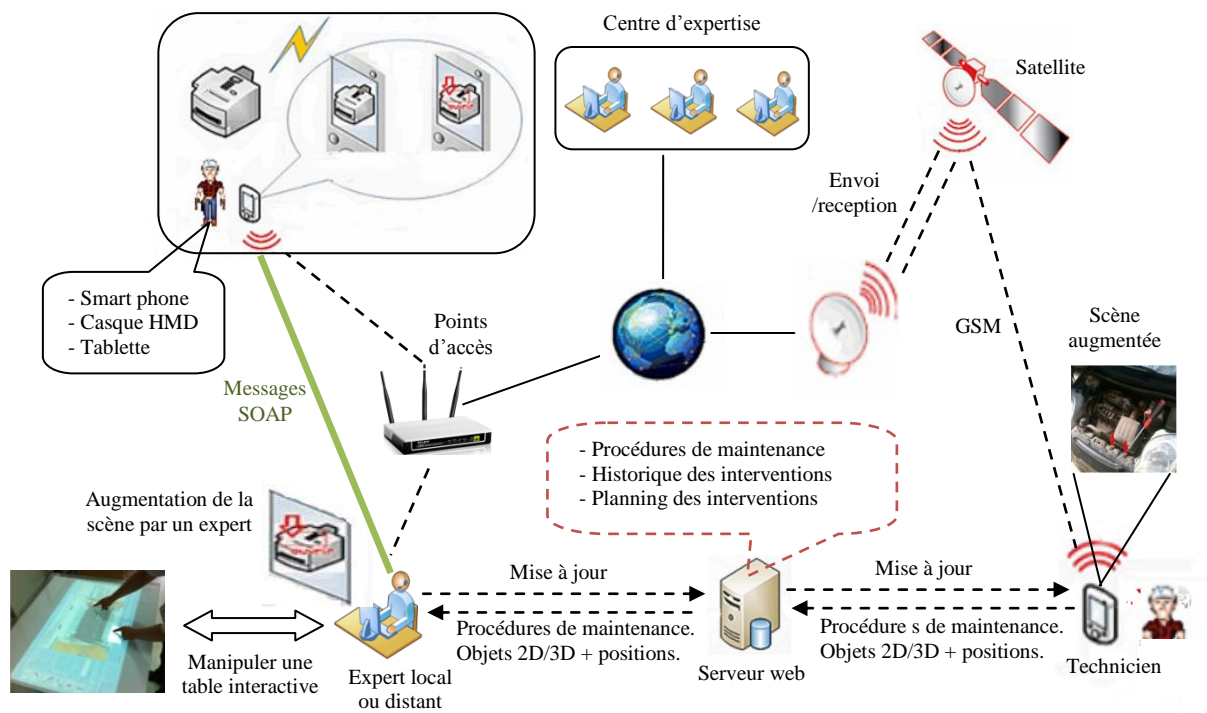 Centre d'expertise
Satellite
Envoi
/reception
- Smart phone
- Casque HMD
- Tablette
Points
d'accès
GSM
Scène
augmentée
Messages
SOAP
- Procédures de maintenance
- Historique des interventions
- Planning des interventions
Augmentation de la
scène par un expert
Mise à jour
Mise à jour
Procédures de maintenance.
Objets 2D/3D + positions.
Procédure s de maintenance.
Objets 2D/3D + positions.
Manipuler une
table interactive
Expert local
ou distant
Serveur web
Technicien